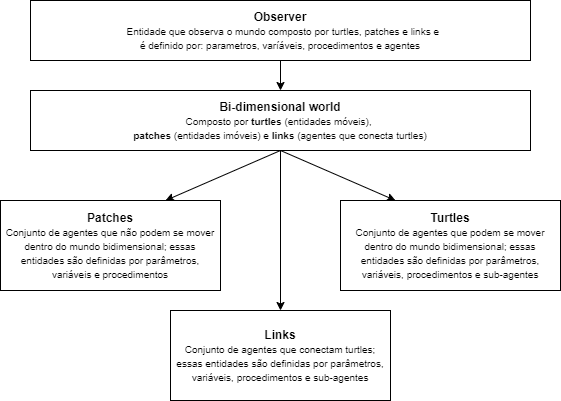 Observer
Entidade que observa o mundo composto por turtles, patches e links e
é definido por: parametros, varíáveis, procedimentos e agentes
Bi-dimensional world
Composto por turtles (entidades móveis),
patches (entidades imóveis) e links (agentes que conecta turtles)
Patches
Conjunto de agentes que não podem se mover
dentro do mundo bidimensional; essas
entidades são definidas por parâmetros,
variáveis e procedimentos
Turtles
Conjunto de agentes que podem se mover
dentro do mundo bidimensional; essas
entidades são definidas por parâmetros,
variáveis, procedimentos e sub-agentes
Links
Conjunto de agentes que conectam turtles;
essas entidades são definidas por parâmetros,
variáveis, procedimentos e sub-agentes